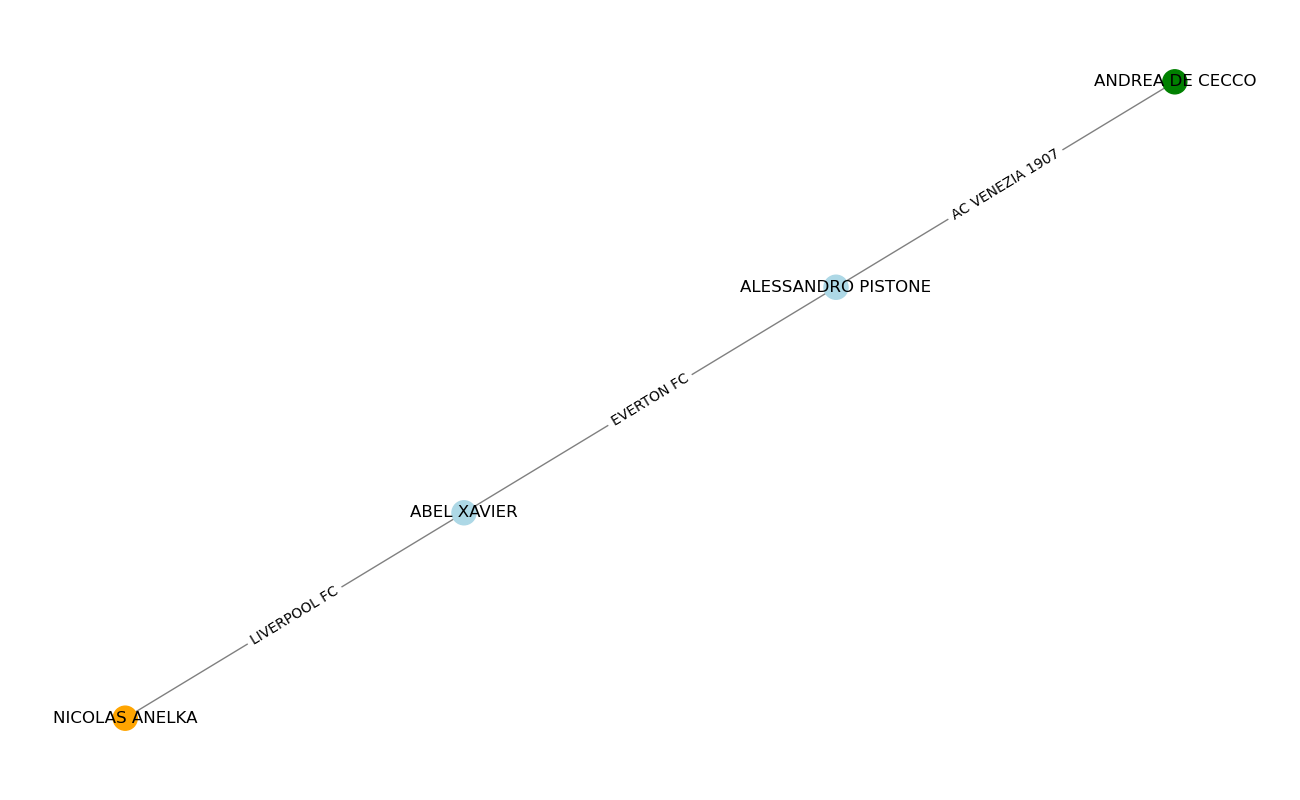 ANDREA DE CECCO
AC VENEZIA 1907
ALESSANDRO PISTONE
EVERTON FC
ABEL XAVIER
LIVERPOOL FC
NICOLAS ANELKA